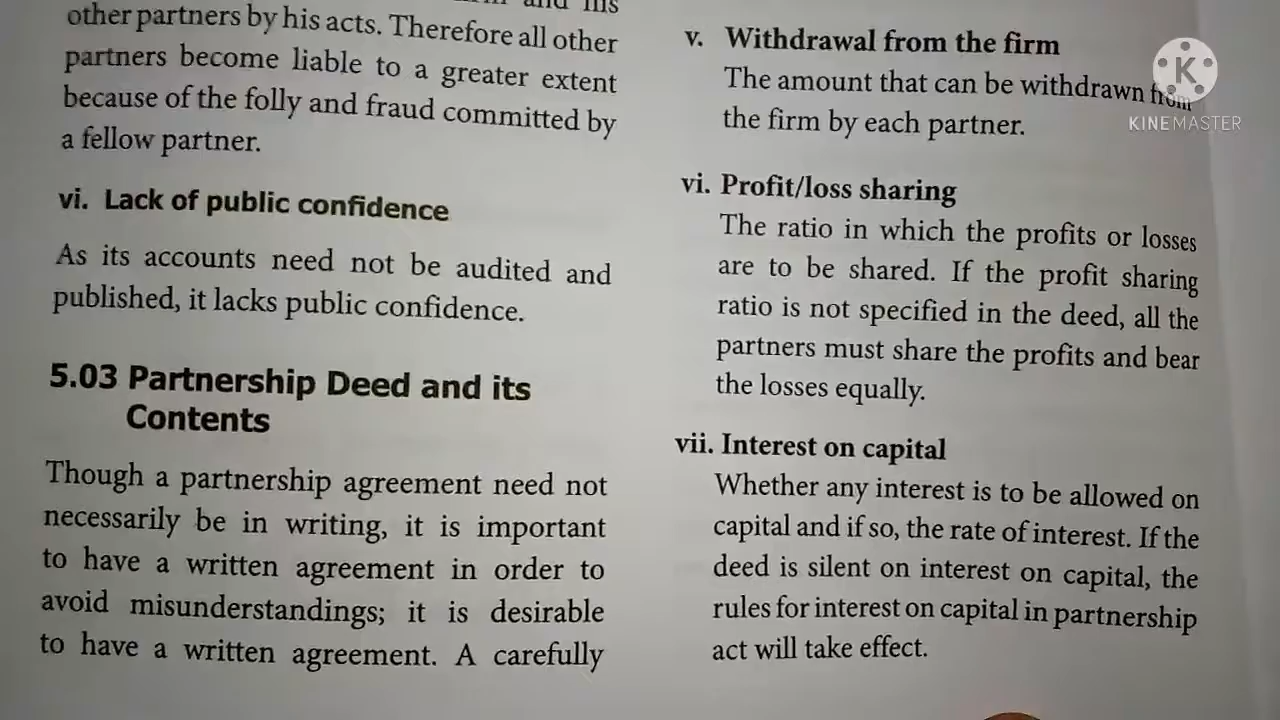 other partners by his acts. Therefore all other
partners become liable to a greater extent
because of the folly and fraud committed by
a fellow partner.
vi. Lack of public confidence
As its accounts need not be audited and
published, it lacks public confidence.
5.03 Partnership Deed and its
Contents
Though a partnership agreement need not
necessarily be in writing, it is important
to have a written agreement in order to
avoid misunderstandings; it is desirable
to have a written agreement. A carefully
v. Withdrawal from the firm
The amount that can be withdrawn from
the firm by each partner.
vi. Profit/loss sharing
The ratio in which the profits or losses
are to be shared. If the profit sharing
ratio is not specified in the deed, all the
partners must share the profits and bear
the losses equally.
vii. Interest on capital
Whether any interest is to be allowed on
capital and if so, the rate of interest. If the
deed is silent on interest on capital, the
rules for interest on capital in partnership
act will take effect.
K
KINEMASTER